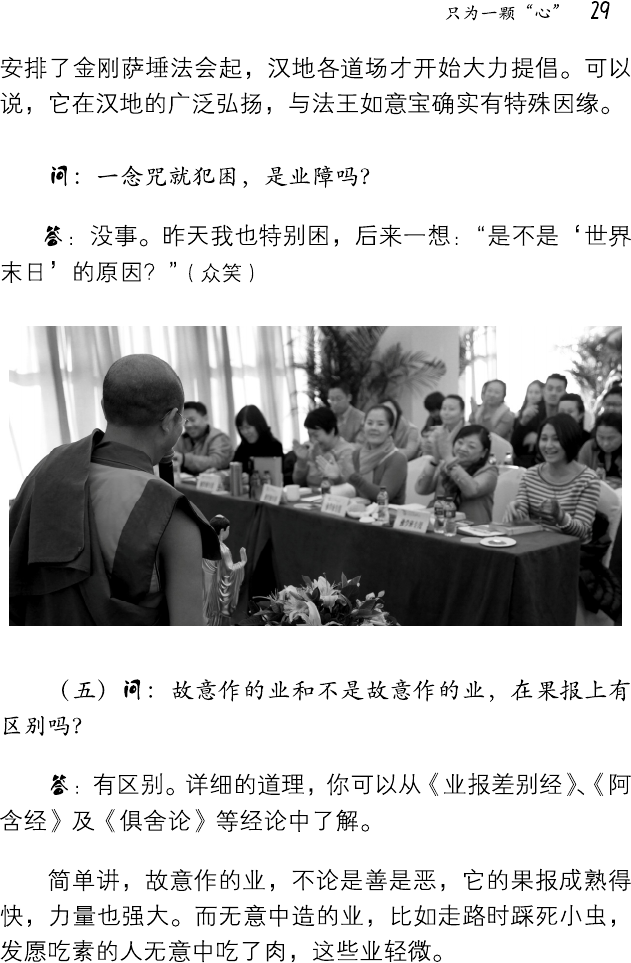 只为一颗“心” 29
安排了金刚萨埵法会起，汉地各道场才开始大力提倡。可以
说，它在汉地的广泛弘扬，与法王如意宝确实有特殊因缘。
问：一念咒就犯困，是业障吗？
答：没事。昨天我也特别困，后来一想：“是不是‘世界
末日’的原因？”（众笑）
（五）问：故意作的业和不是故意作的业，在果报上有
区别吗？
答：有区别。详细的道理，你可以从《业报差别经》、《阿
含经》及《俱舍论》等经论中了解。
简单讲，故意作的业，不论是善是恶，它的果报成熟得
快，力量也强大。而无意中造的业，比如走路时踩死小虫，
发愿吃素的人无意中吃了肉，这些业轻微。